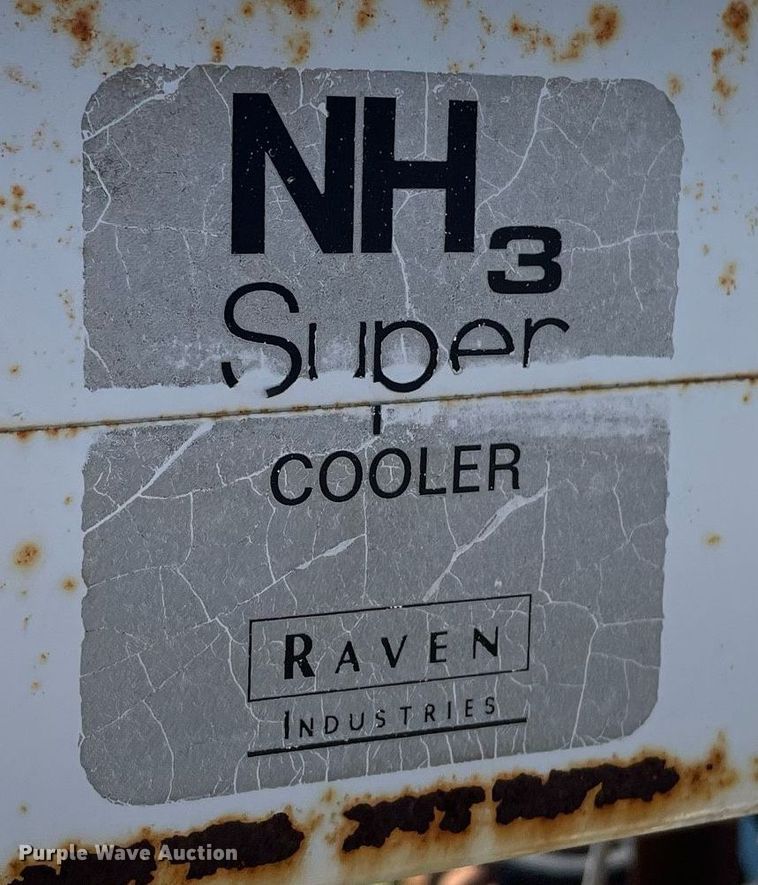 NH₃
Super
COOLER
RAVEN
INDUSTRIES
Purple Wave Auction